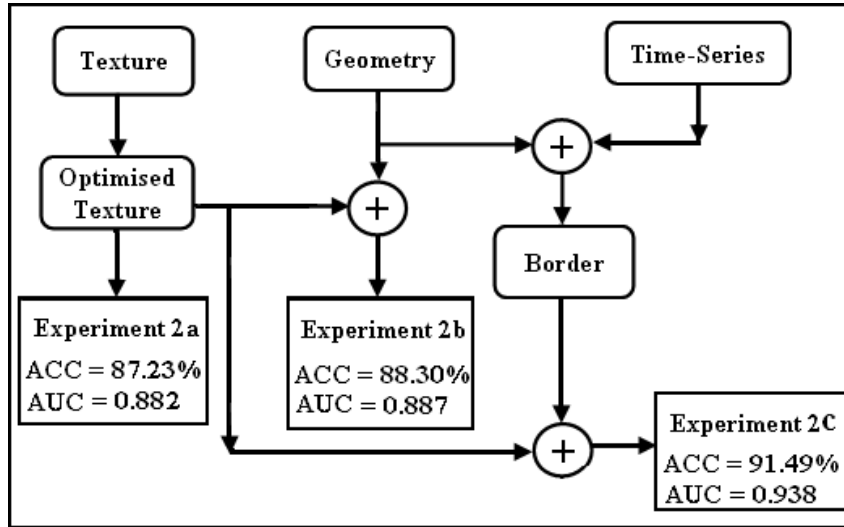 Texture
Geometry
Time-Series
Optimised
Texture
+
+
Border
Experiment 2a
ACC = 87.23%
AUC = 0.882
Experiment 2b
ACC = 88.30%
AUC = 0.887
+
Experiment 2C
ACC = 91.49%
AUC = 0.938